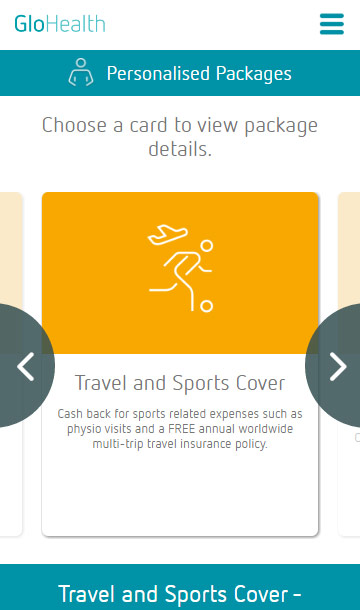 GloHealth
Personalised Packages
Choose a card to view package
details.
Travel and Sports Cover
Cash back for sports related expenses such as
physio visits and a FREE annual worldwide
multi-trip travel insurance policy.
Travel and Sports Cover -